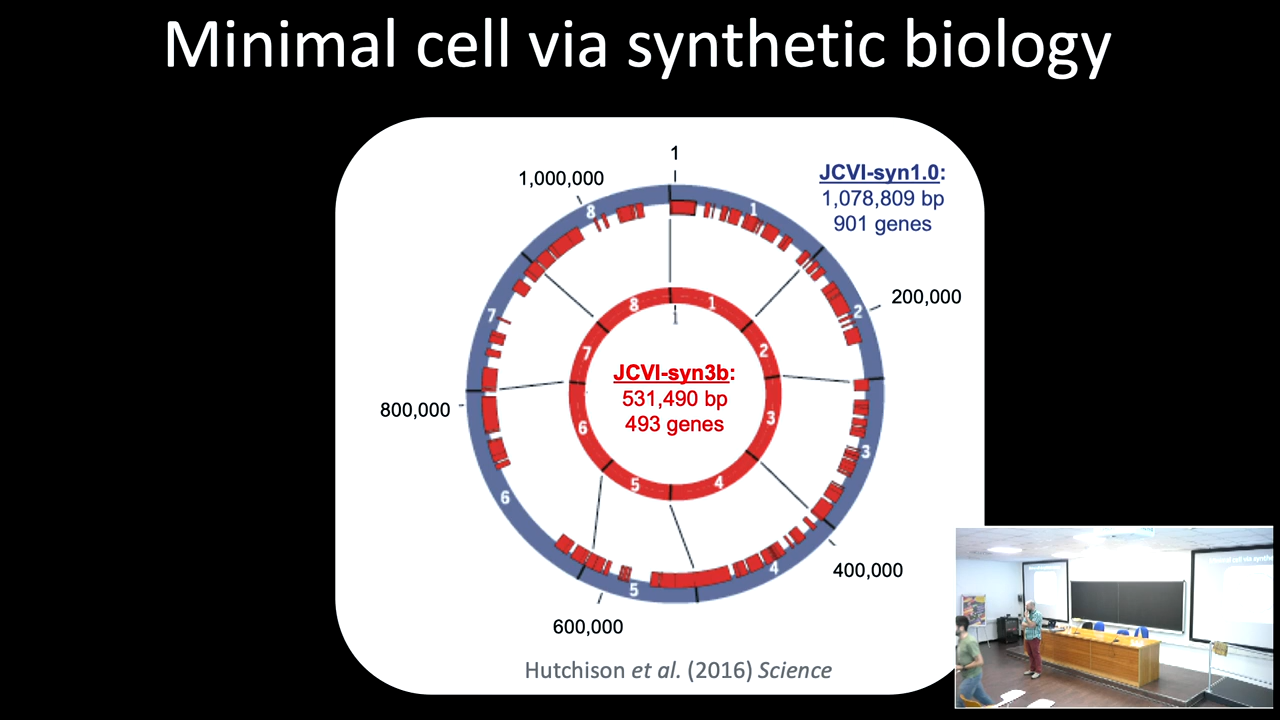 Minimal cell via synthetic biology
1
1,000,000
JCVI-syn1.0:
1,078,809 bp
901 genes
200,000
400,000
600,000
800,000
1
2
3
4
5
6
7
8
1
1
2
3
4
5
6
7
8
JCVI-syn3b:
531,490 bp
493 genes
Hutchison et al. (2016) Science